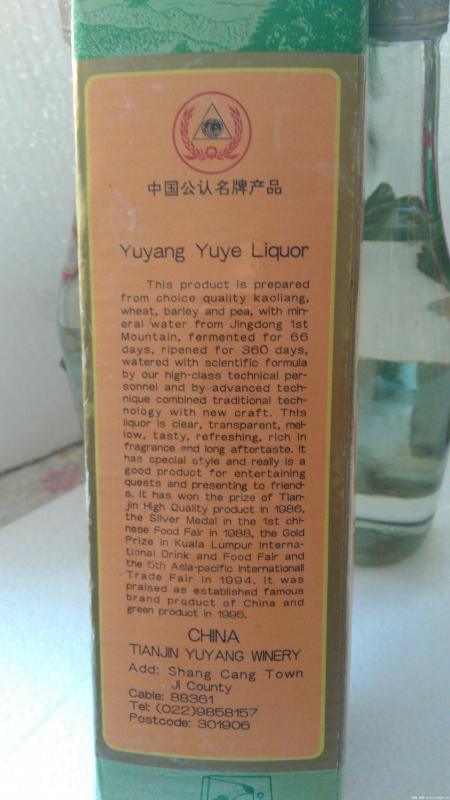 中国公认名牌产品
Yuyang Yuye Liquor
This product is prepared
from choice quality kaoliang,
wheat, barley and pea, with min-
eral water from Jingdong 1st
Mountain, fermented for 66
days, ripened for 360 days,
watered with scientific formula
by our high-class technical per-
sonnel and by advanced tech-
nique combined traditional tech-
nology with new craft. This
liquor is clear, transparent, mel-
low, tasty, refreshing, rich in
fragrance and long aftertaste. It
has special style and really is a
good product for entertaining
quests and presenting to friend-
s. It has won the prize of Tian-
jin High Quality product in 1986,
the Silver Medal in the 1st chi-
nese Food Fair in 1988, the Gold
Prize in Kuala Lumpur Interna-
tional Drink and Food Fair and
the 6th Asia-pacific Internationall
Trade Fair in 1994. It was
praised as established famous
brand product of China and
green product in 1995.
CHINA
TIANJIN YUYANG WINERY
Add: Shang Cang Town
Ji County
Cable: 88361
Tel: (022)9858157
Postcode: 301906